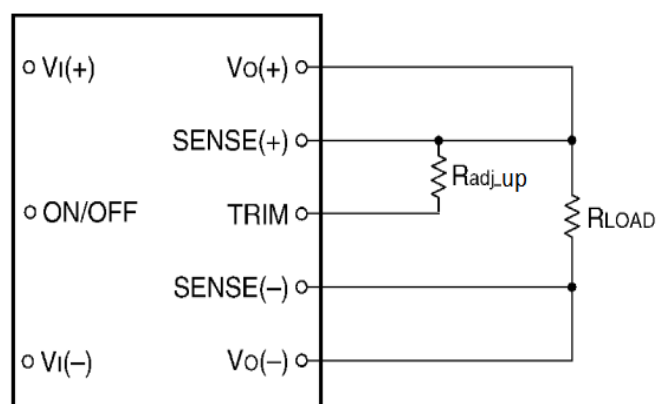 VI(+)
VO(+)
SENSE(+)
Radj_up
ON/OFF
TRIM
RLOAD
SENSE(–)
VI(–)
VO(–)